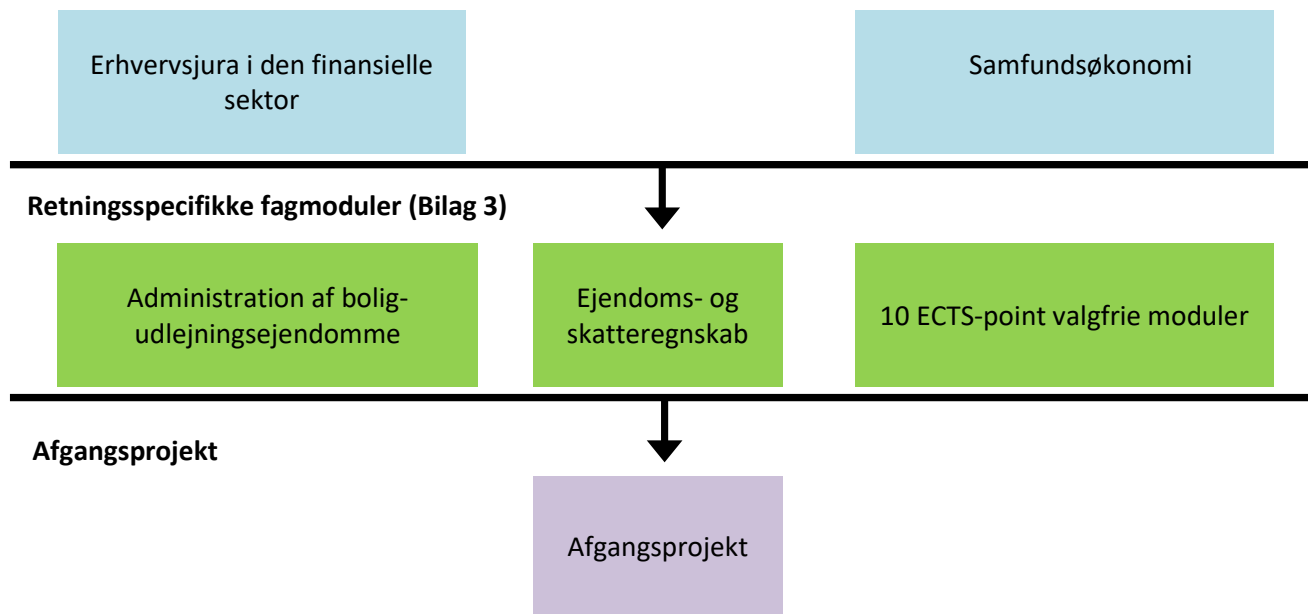 Erhvervsjura i den finansielle
sektor
Samfundsøkonomi
Retningsspecifikke fagmoduler (Bilag 3)
Administration af bolig-
udlejningsejendomme
Ejendoms- og
skatteregnskab
10 ECTS-point valgfrie moduler
Afgangsprojekt
Afgangsprojekt